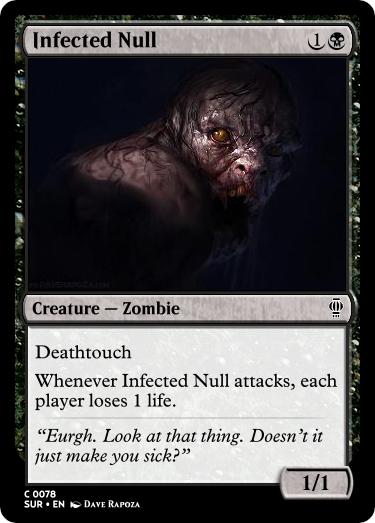 Infected Null 1
Creature — Zombie
Deathtouch
Whenever Infected Null attacks, each
player loses 1 life.
“Eurgh. Look at that thing. Doesn’t it
just make you sick?”
1/1
C 0078
SUR • EN Dave Rapoza